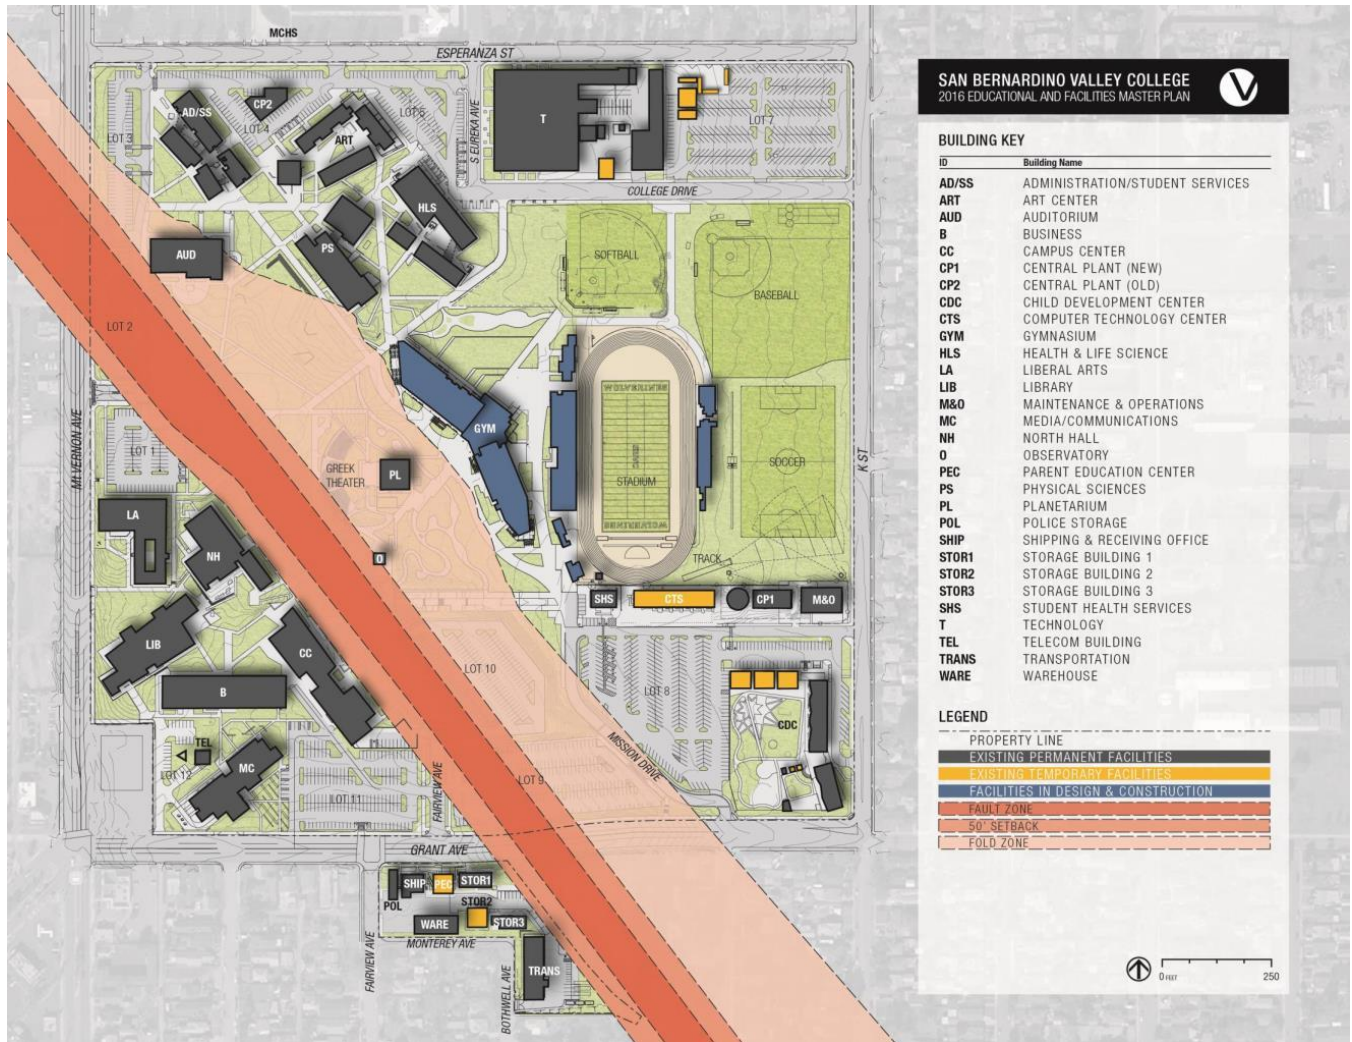 MCHS
ESPERANZA ST
AD/SS
CP2
LOT 3
LOT 4
LOT 5
ART
S EUREKA AVE
T
LOT 7
COLLEGE DRIVE
HLS
PS
AUD
SOFTBALL
BASEBALL
LOT 2
MT.VERNON AVE
GYM
LOT 1
GREEK
THEATER
PL
STADIUM
SOCCER
K ST
LA
NH
O
TRACK
SHS
CTS
CP1
M&O
LIB
CC
LOT 10
LOT 8
B
CDC
TEL
LOT 12
MC
MISSION DRIVE
LOT 9
LOT 11
FAIRVIEW AVE
GRANT AVE
SHIP
PEC
STOR1
POL
STOR2
WARE
STOR3
MONTEREY AVE
FAIRVIEW AVE
BOTHWELL AVE
TRANS
SAN BERNARDINO VALLEY COLLEGE
2016 EDUCATIONAL AND FACILITIES MASTER PLAN
V
BUILDING KEY
ID Building Name
AD/SS ADMINISTRATION/STUDENT SERVICES
ART ART CENTER
AUD AUDITORIUM
B BUSINESS
CC CAMPUS CENTER
CP1 CENTRAL PLANT (NEW)
CP2 CENTRAL PLANT (OLD)
CDC CHILD DEVELOPMENT CENTER
CTS COMPUTER TECHNOLOGY CENTER
GYM GYMNASIUM
HLS HEALTH & LIFE SCIENCE
LA LIBERAL ARTS
LIB LIBRARY
M&O MAINTENANCE & OPERATIONS
MC MEDIA/COMMUNICATIONS
NH NORTH HALL
O OBSERVATORY
PEC PARENT EDUCATION CENTER
PS PHYSICAL SCIENCES
PL PLANETARIUM
POL POLICE STORAGE
SHIP SHIPPING & RECEIVING OFFICE
STOR1 STORAGE BUILDING 1
STOR2 STORAGE BUILDING 2
STOR3 STORAGE BUILDING 3
SHS STUDENT HEALTH SERVICES
T TECHNOLOGY
TEL TELECOM BUILDING
TRANS TRANSPORTATION
WARE WAREHOUSE
LEGEND
PROPERTY LINE
EXISTING PERMANENT FACILITIES
EXISTING TEMPORARY FACILITIES
FACILITIES IN DESIGN & CONSTRUCTION
FAULT ZONE
50' SETBACK
FOLD ZONE
0 FEET 250